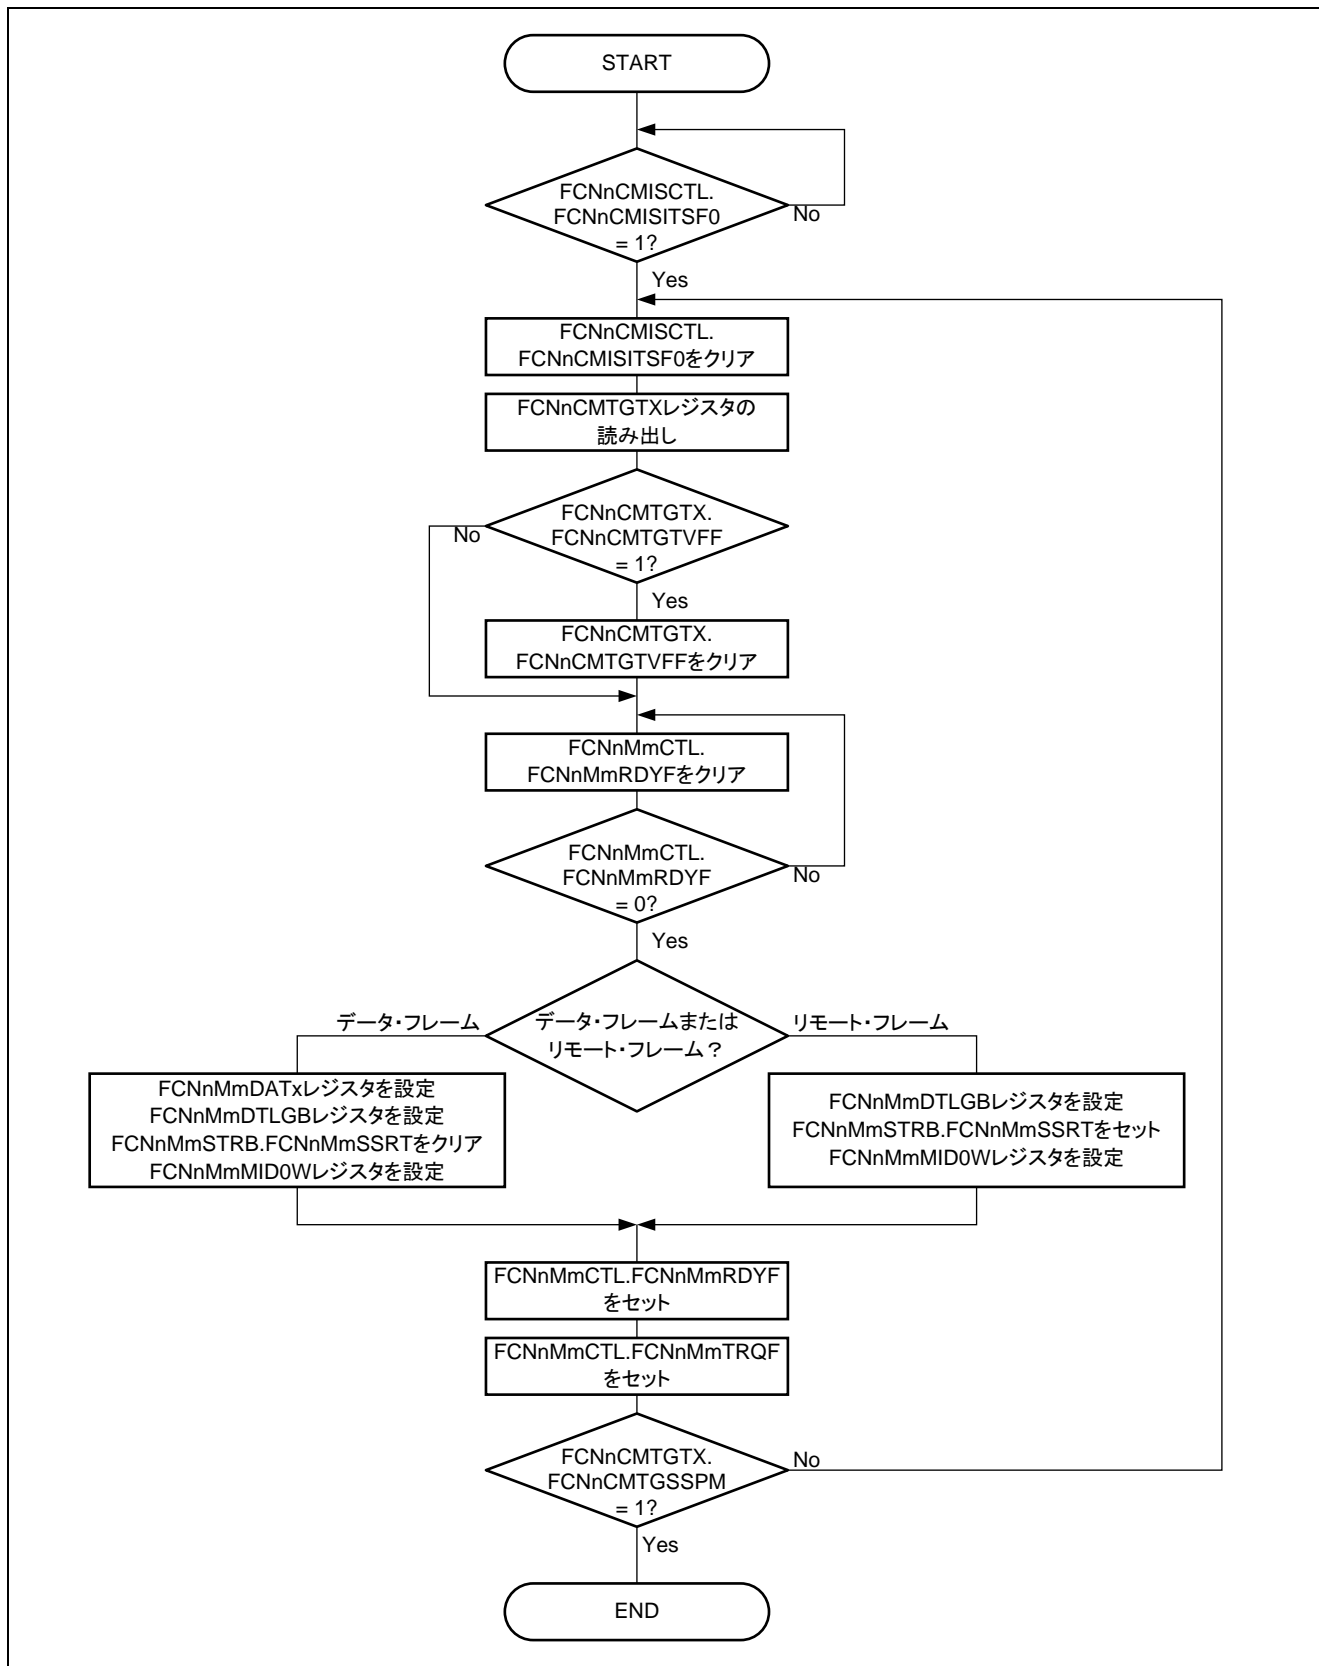 START
FCNnCMISCTL.
FCNnCMISITSF0
= 1?
No
Yes
FCNnCMISCTL.
FCNnCMISITSF0をクリア
FCNnCMTGTXレジスタの
読み出し
FCNnCMTGTX.
FCNnCMTGTVFF
= 1?
No
Yes
FCNnCMTGTX.
FCNnCMTGTVFFをクリア
FCNnMmCTL.
FCNnMmRDYFをクリア
FCNnMmCTL.
FCNnMmRDYF
= 0?
No
Yes
データ・フレームまたは
リモート・フレーム？
データ・フレーム
リモート・フレーム
FCNnMmDATxレジスタを設定
FCNnMmDTLGBレジスタを設定
FCNnMmSTRB.FCNnMmSSRTをクリア
FCNnMmMID0Wレジスタを設定
FCNnMmDTLGBレジスタを設定
FCNnMmSTRB.FCNnMmSSRTをセット
FCNnMmMID0Wレジスタを設定
FCNnMmCTL.FCNnMmRDYF
をセット
FCNnMmCTL.FCNnMmTRQF
をセット
FCNnCMTGTX.
FCNnCMTGSSPM
= 1?
No
Yes
END